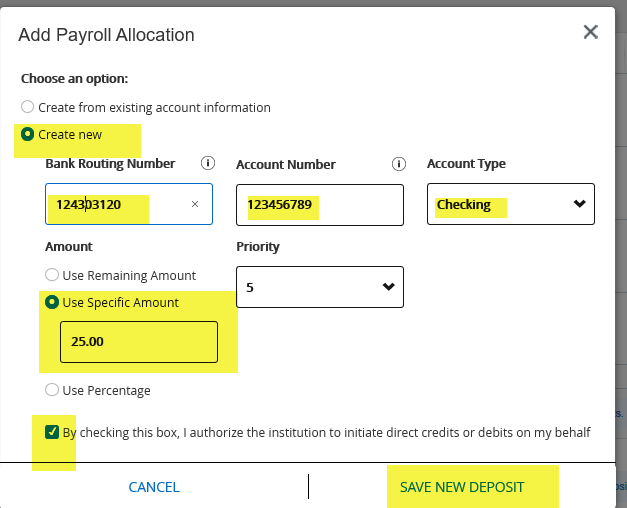 Add Payroll Allocation
Choose an option:
Create from existing account information
Create new
Bank Routing Number Account Number Account Type
124303120 123456789 Checking
Amount Priority
Use Remaining Amount
5
Use Specific Amount
25.00
Use Percentage
By checking this box, I authorize the institution to initiate direct credits or debits on my behalf
CANCEL SAVE NEW DEPOSIT